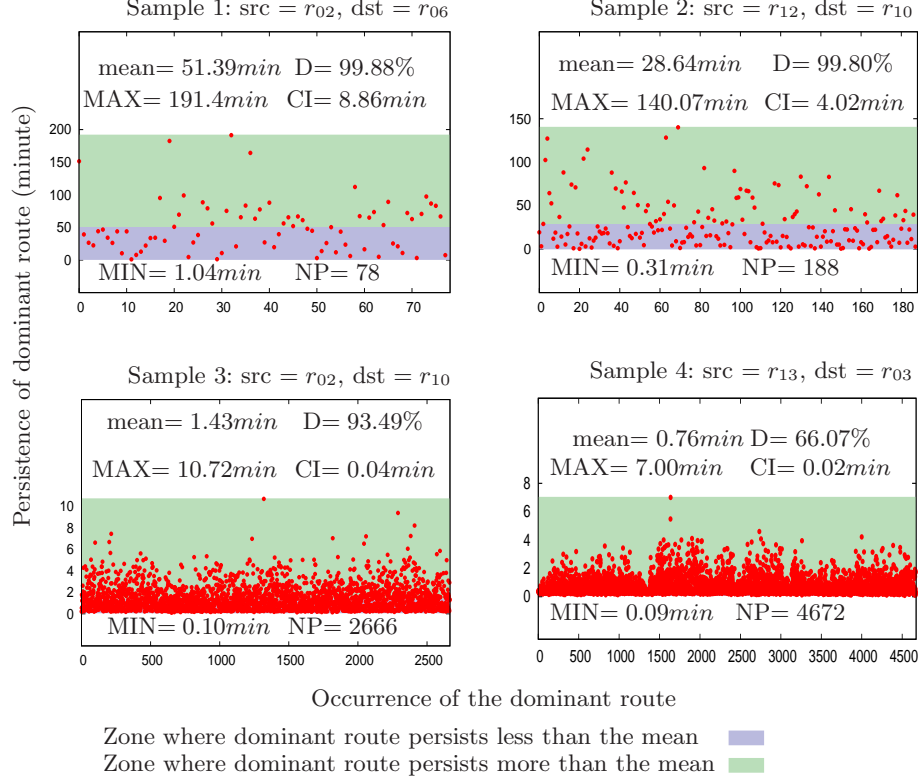 Sample 1: src = r02, dst = r06
mean= 51.39min D= 99.88%
MAX= 191.4min CI= 8.86min
200
150
100
50
0
MIN= 1.04min NP= 78
0 10 20 30 40 50 60 70
Sample 2: src = r12, dst = r10
mean= 28.64min D= 99.80%
MAX= 140.07min CI= 4.02min
150
100
50
0
MIN= 0.31min NP= 188
0 20 40 60 80 100 120 140 160 180
Persistence of dominant route (minute)
Sample 3: src = r02, dst = r10
mean= 1.43min D= 93.49%
MAX= 10.72min CI= 0.04min
10
8
6
4
2
0
MIN= 0.10min NP= 2666
0 500 1000 1500 2000 2500
Sample 4: src = r13, dst = r03
mean= 0.76min D= 66.07%
MAX= 7.00min CI= 0.02min
8
6
4
2
0
MIN= 0.09min NP= 4672
0 500 1000 1500 2000 2500 3000 3500 4000 4500
Occurrence of the dominant route
Zone where dominant route persists less than the mean
Zone where dominant route persists more than the mean